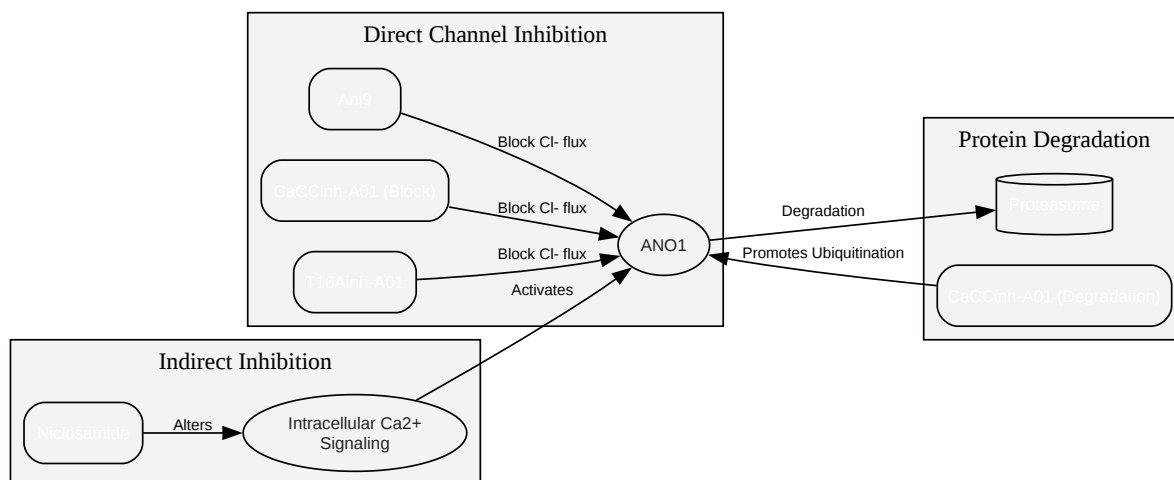 Direct Channel Inhibition
Ani9
Block Cl- flux
CaCCinh-A01 (Block)
Block Cl- flux
T16Ainh-A01
Block Cl- flux
ANO1
Activates
Protein Degradation
Degradation
Proteasome
Promotes Ubiquitination
CaCCinh-A01 (Degradation)
Indirect Inhibition
Niclosamide
Alters
Intracellular Ca2+
Signaling